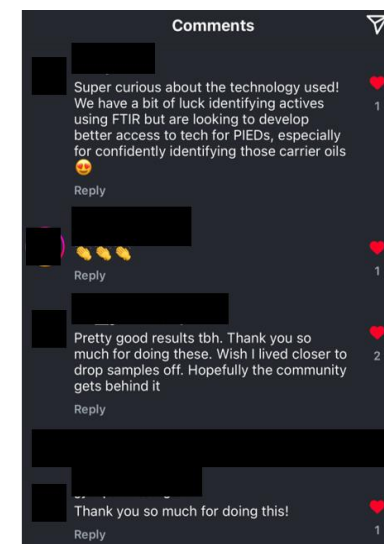 Comments
Super curious about the technology used!
We have a bit of luck identifying actives
using FTIR but are looking to develop
better access to tech for PIEDs, especially
for confidently identifying those carrier oils
😍
1
Reply
👏👏👏
Reply
1
Pretty good results tbh. Thank you so
much for doing these. Wish I lived closer to
drop samples off. Hopefully the community
gets behind it
2
Reply
Thank you so much for doing this!
Reply
1